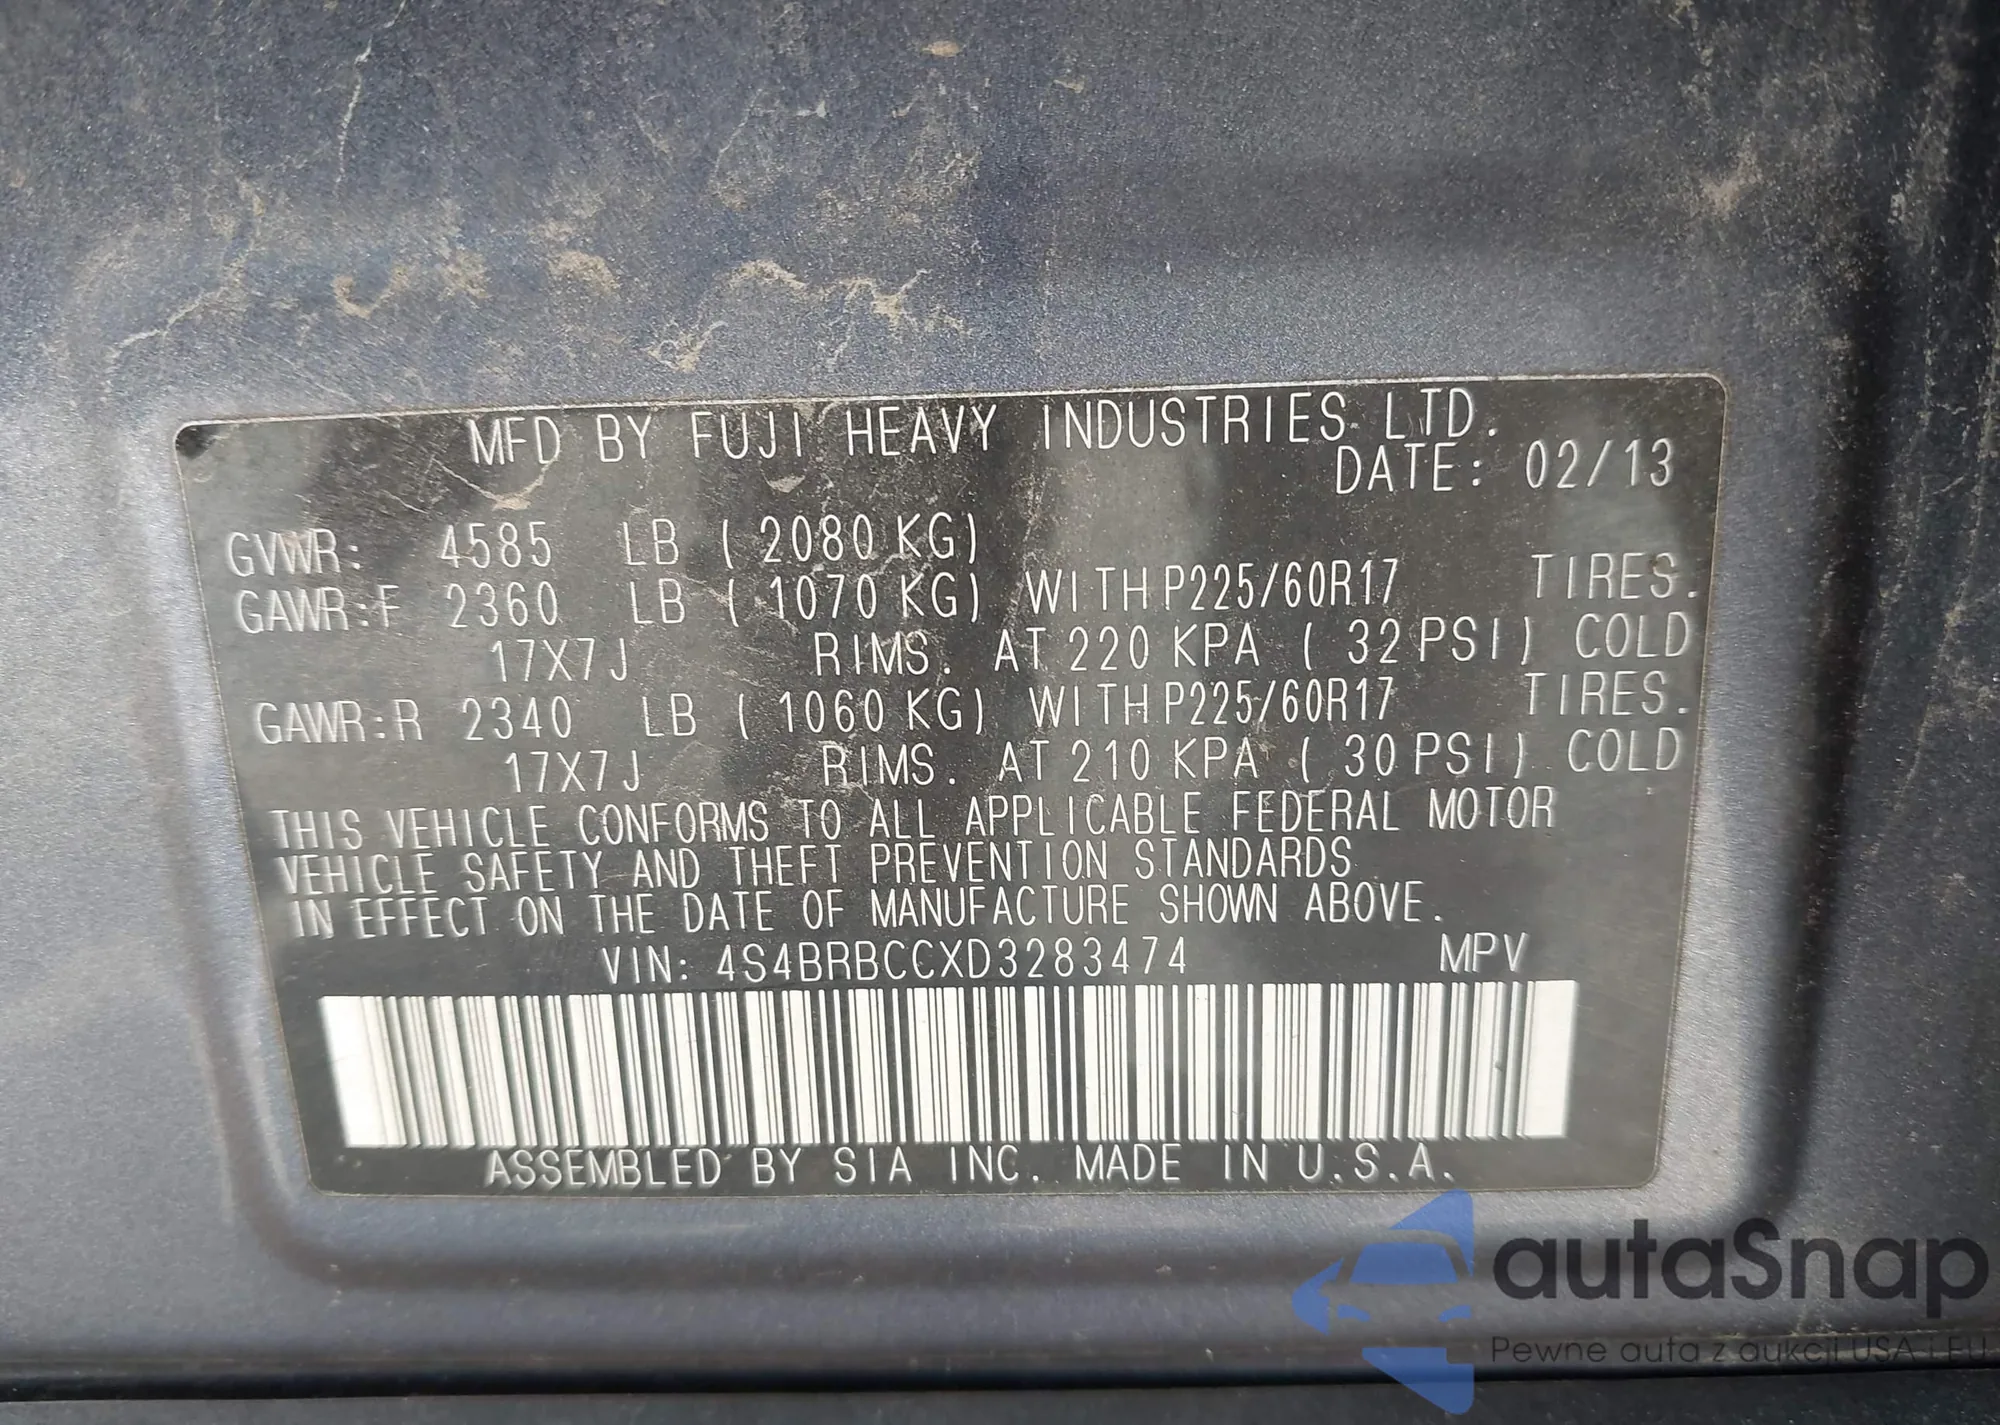 MFD BY FUJI HEAVY INDUSTRIES LTD.
DATE: 02/13
GVWR: 4585 LB ( 2080 KG)
GAWR:F 2360 LB ( 1070 KG) WITH P225/60R17 TIRES.
17X7J RIMS. AT 220 KPA ( 32 PSI) COLD
GAWR:R 2340 LB ( 1060 KG) WITH P225/60R17 TIRES.
17X7J RIMS. AT 210 KPA ( 30 PSI) COLD
THIS VEHICLE CONFORMS TO ALL APPLICABLE FEDERAL MOTOR
VEHICLE SAFETY AND THEFT PREVENTION STANDARDS
IN EFFECT ON THE DATE OF MANUFACTURE SHOWN ABOVE.
VIN: 4S4BRBCCXD3283474 MPV
ASSEMBLED BY SIA INC. MADE IN U.S.A.
autaSnap
Pewne auta z aukcji USA i EU